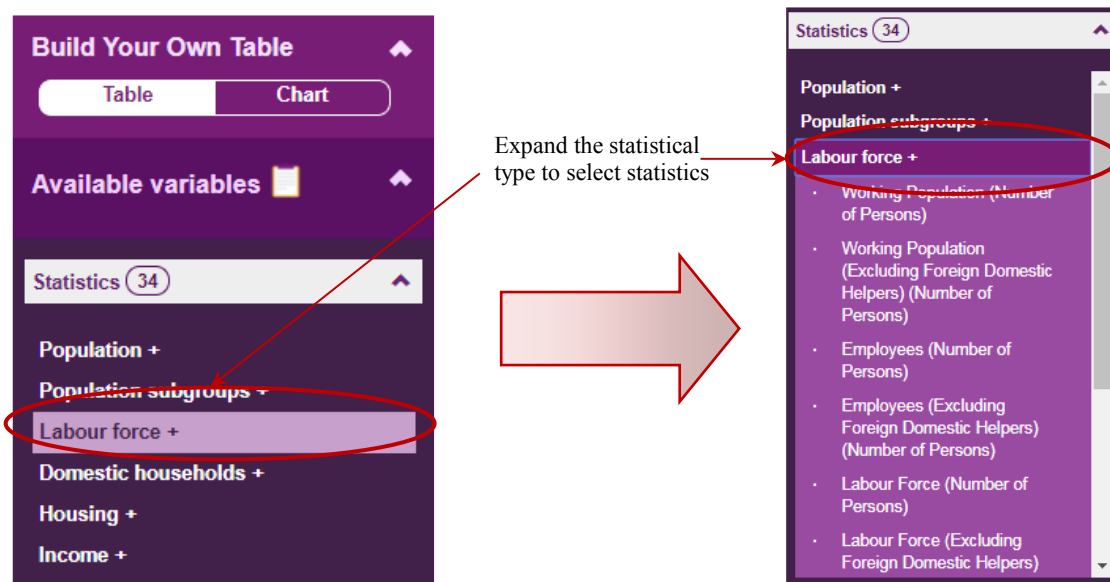 Build Your Own Table
Table
Chart
Available variables
Statistics 34
Population +
Population subgroups +
Labour force +
Domestic households +
Housing +
Income +
Expand the statistical
type to select statistics
Statistics 34
Population +
Population subgroups +
Labour force +
· Working Population (Number
of Persons)
· Working Population
(Excluding Foreign Domestic
Helpers) (Number of
Persons)
· Employees (Number of
Persons)
· Employees (Excluding
Foreign Domestic Helpers)
(Number of Persons)
· Labour Force (Number of
Persons)
· Labour Force (Excluding
Foreign Domestic Helpers)